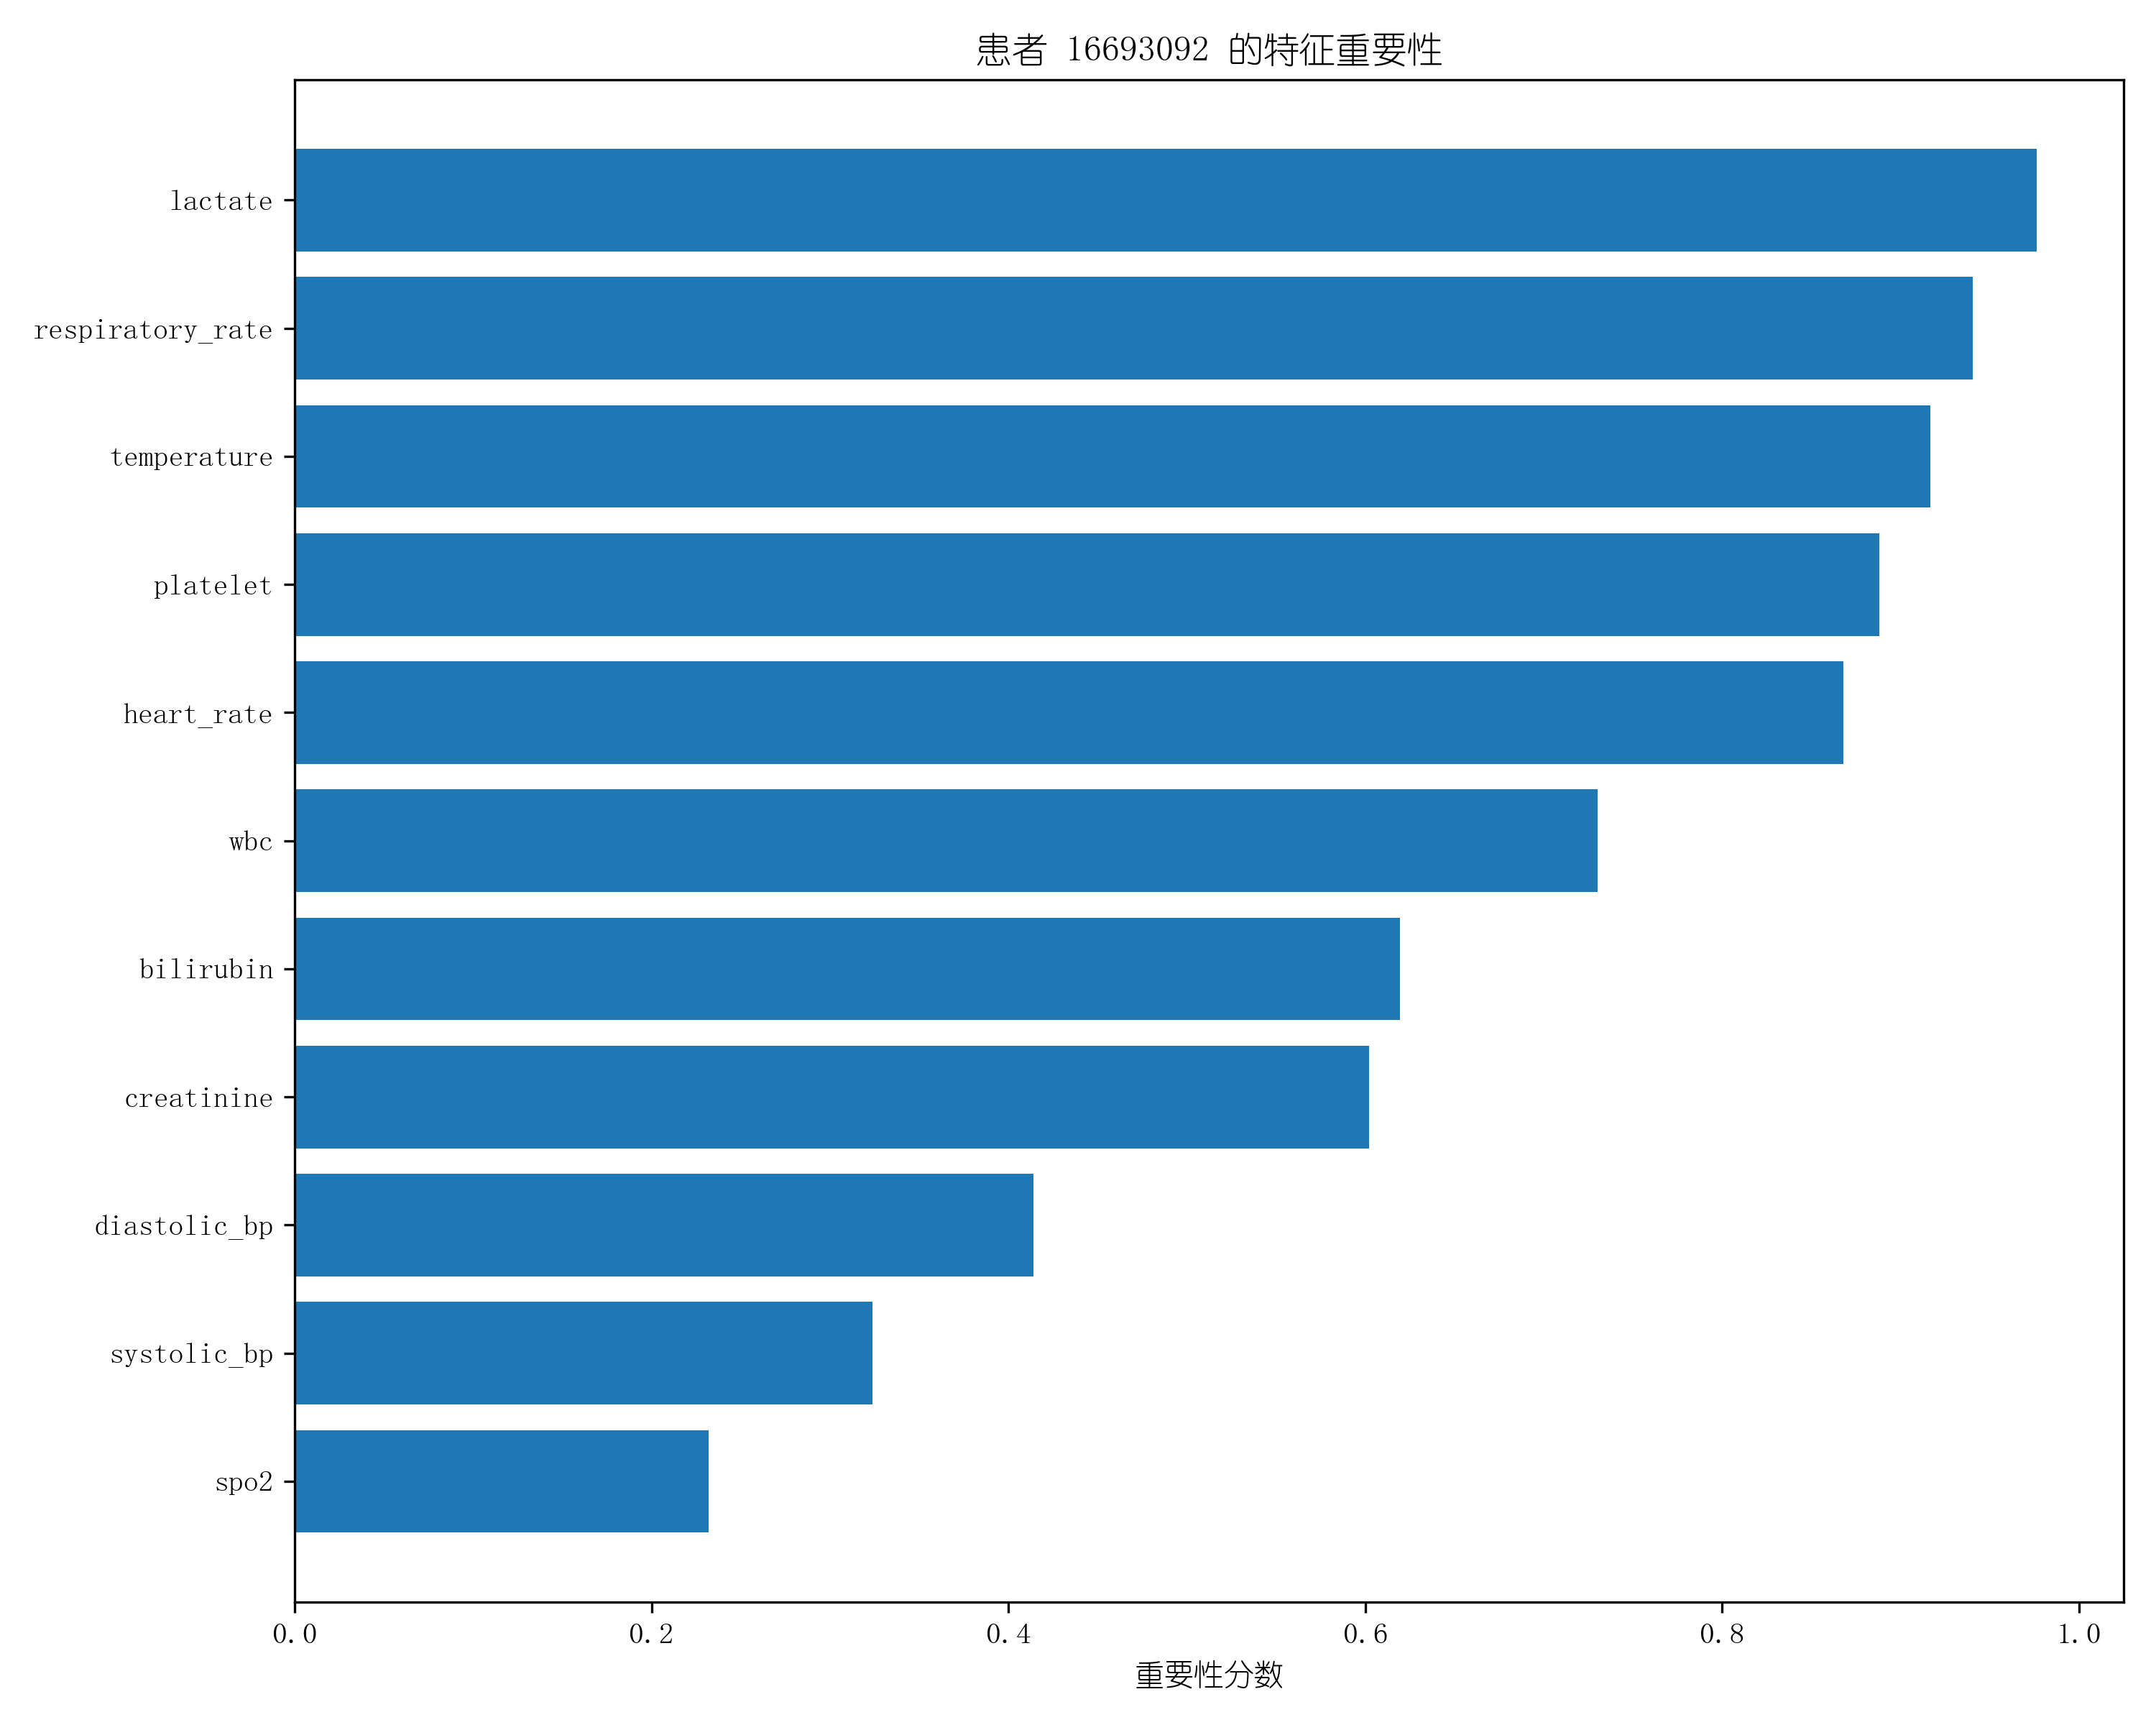 患者 16693092 的特征重要性
lactate
respiratory_rate
temperature
platelet
heart_rate
wbc
bilirubin
creatinine
diastolic_bp
systolic_bp
spo2
0.0 0.2 0.4 0.6 0.8 1.0
重要性分数